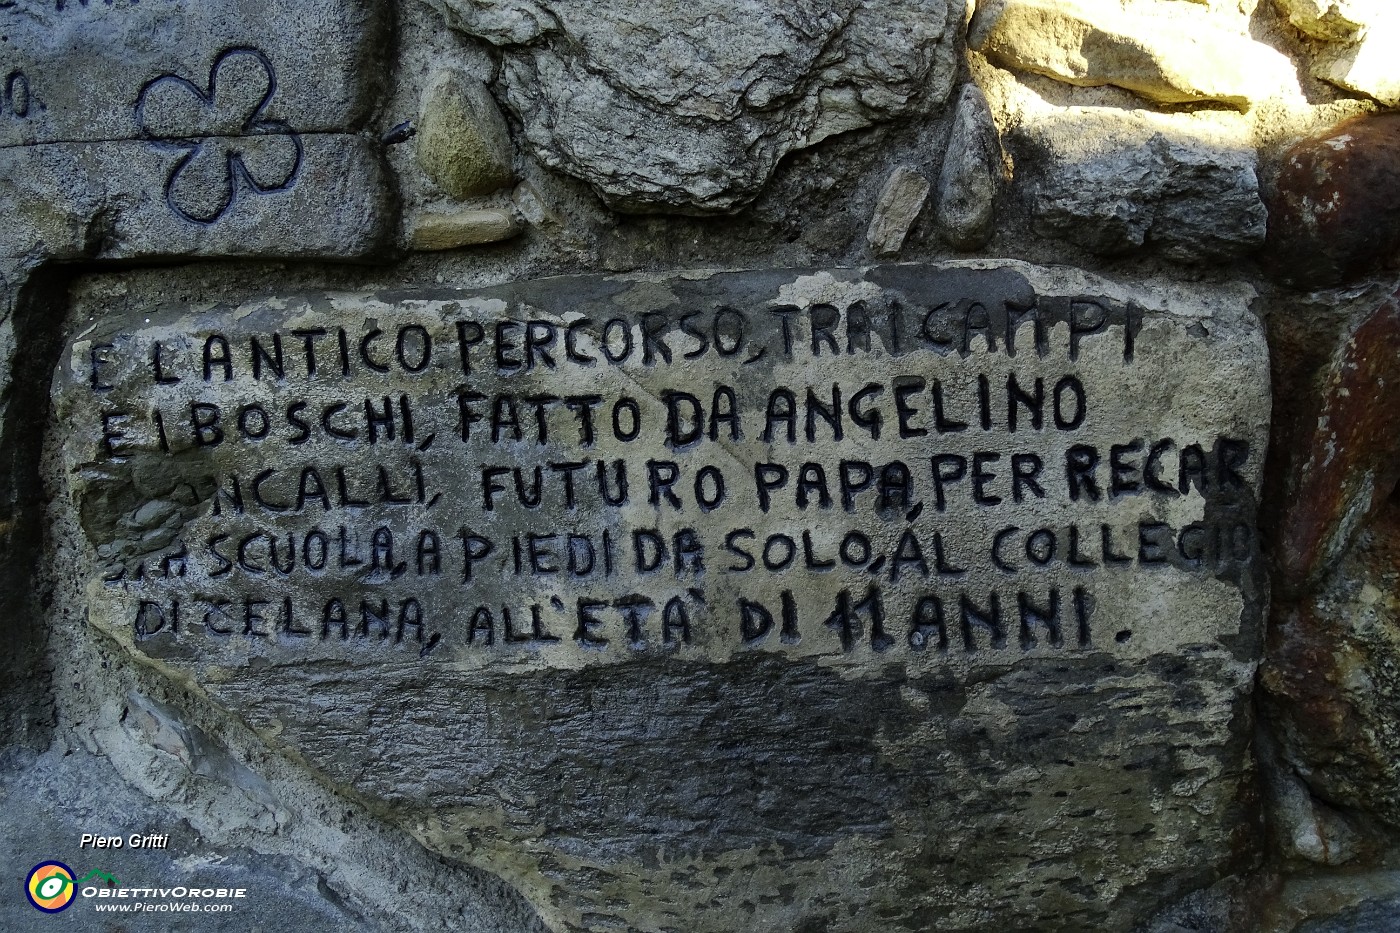 E L'ANTICO PERCORSO, TRA I CAMPI
E I BOSCHI, FATTO DA ANGELINO
NCALLI, FUTURO PAPA, PER RECAR
SCUOLA, A PIEDI DA SOLO, AL COLLEGIO
DI CELANA, ALL'ETA' DI 11 ANNI.
Piero Gritti
OBIETTIVOROBIE
www.PieroWeb.com